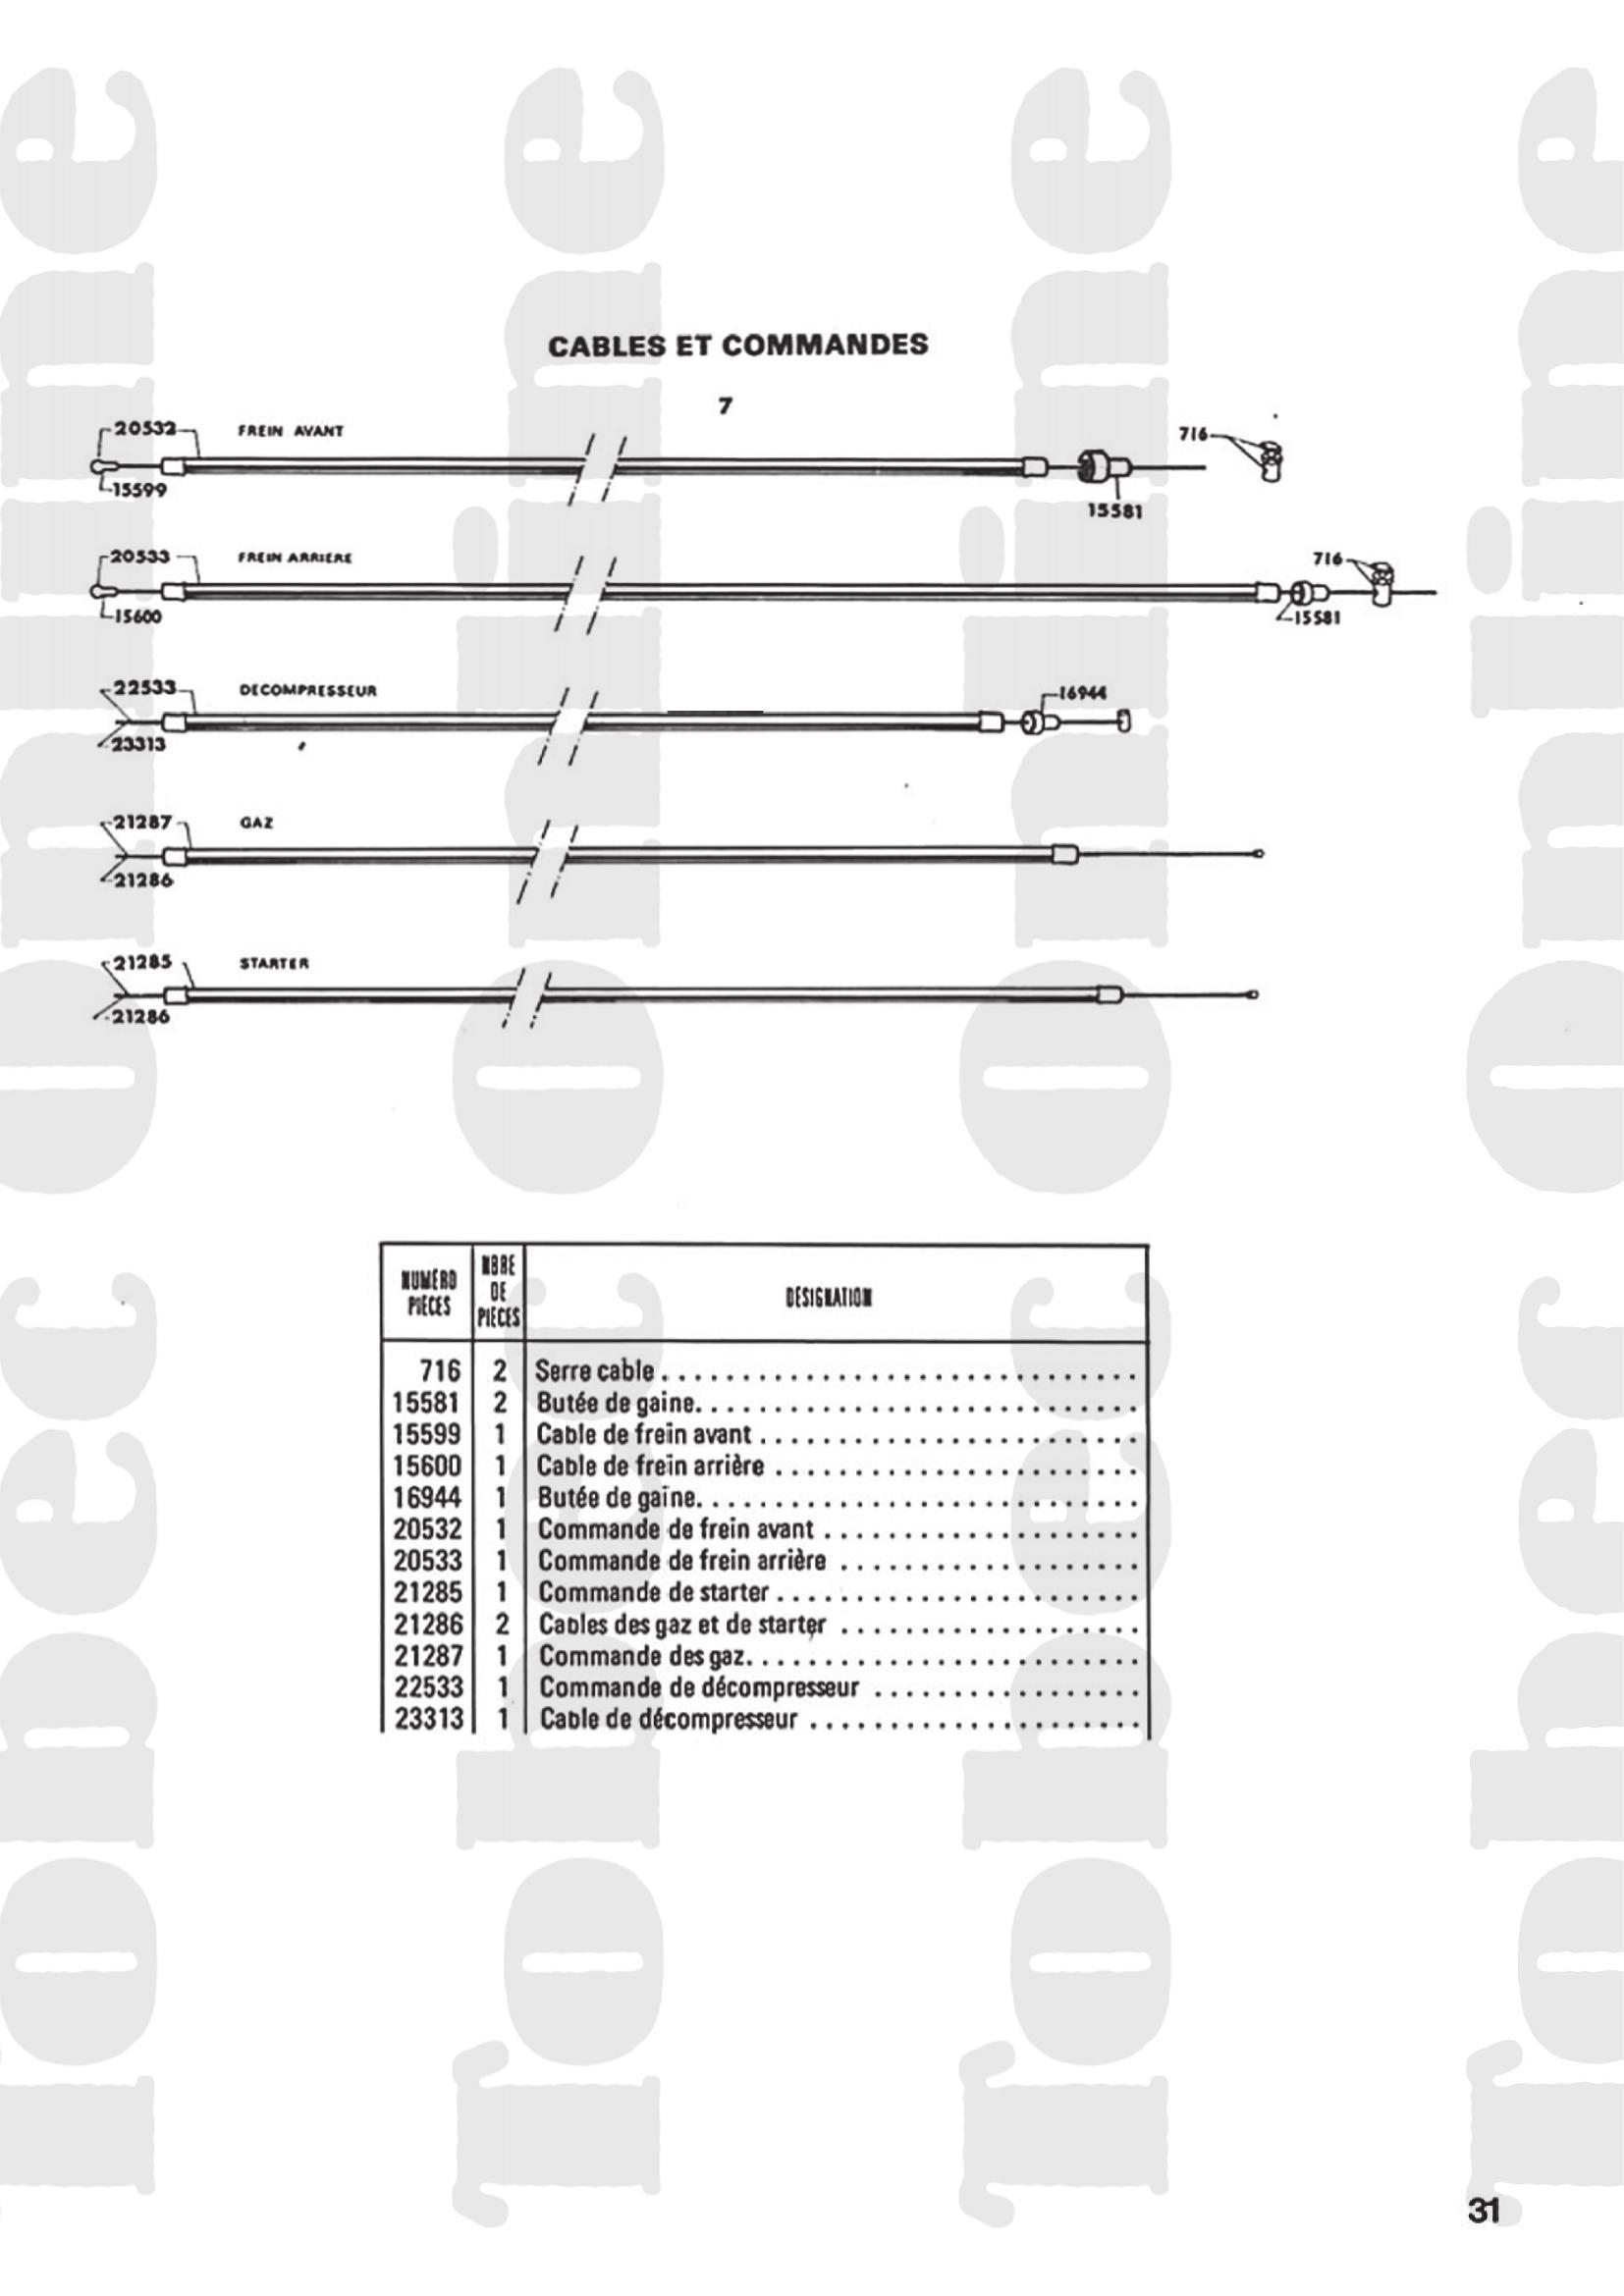 CABLES ET COMMANDES
7
20532 FREIN AVANT 716
15599
15581
20533 FREIN ARRIERE 716
15600 15581
22533 DECOMPRESSEUR 16944
23313
21287 GAZ
21286
21285 STARTER
21286
NUMÉRO PIÈCES NBRE DE PIÈCES DÉSIGNATION
716 2 Serre cable
15581 2 Butée de gaine
15599 1 Cable de frein avant
15600 1 Cable de frein arrière
16944 1 Butée de gaine
20532 1 Commande de frein avant
20533 1 Commande de frein arrière
21285 1 Commande de starter
21286 2 Cables des gaz et de starter
21287 1 Commande des gaz
22533 1 Commande de décompresseur
23313 1 Cable de décompresseur
31